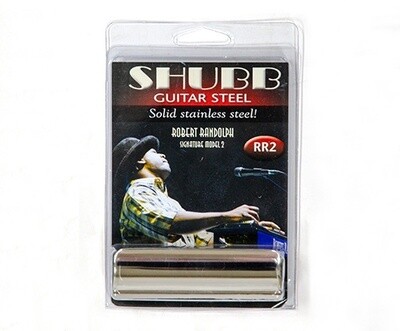 SHUBB
GUITAR STEEL
Solid stainless steel!
ROBERT RANDOLPH
SIGNATURE MODEL 2
RR2